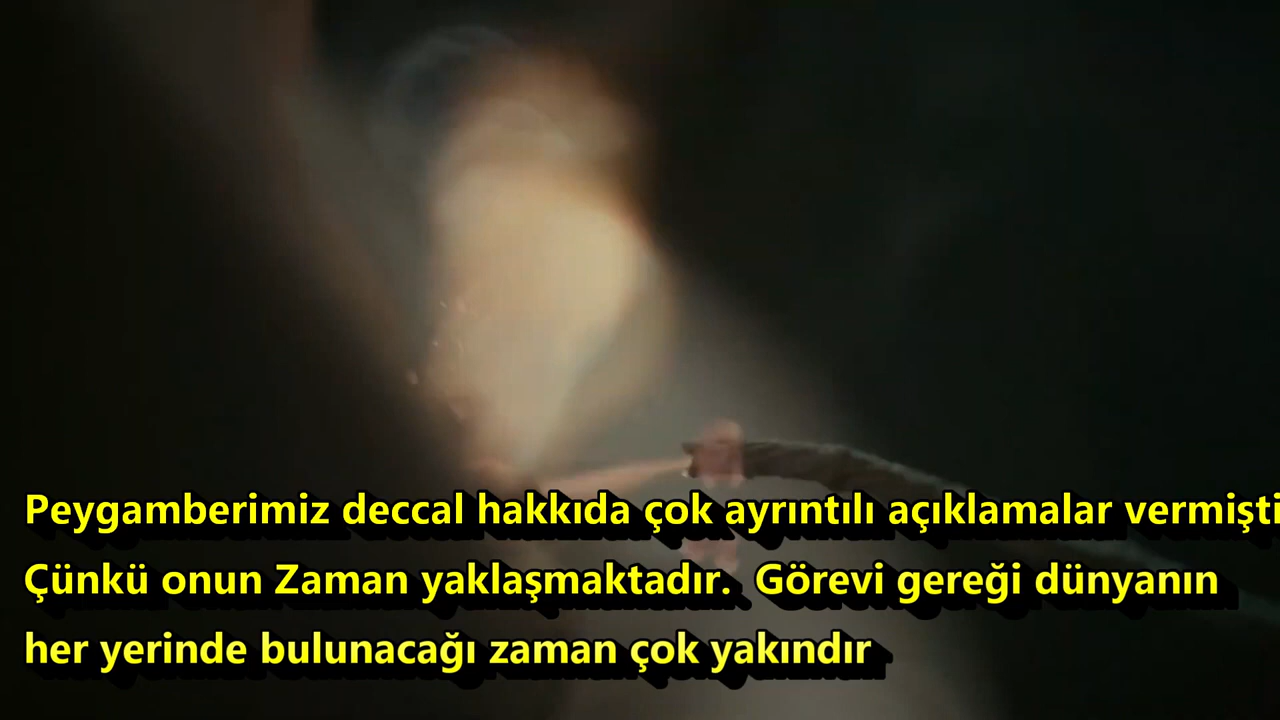 Peygamberimiz deccal hakkıda çok ayrıntılı açıklamalar vermişti
Çünkü onun Zaman yaklaşmaktadır. Görevi gereği dünyanın
her yerinde bulunacağı zaman çok yakındır